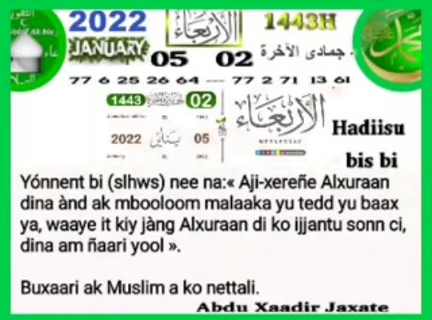 2022
الأربعاء
1443H
JANUARY
05 02 جمادى الآخرة
77 6 25 26 64 --- 77 2 71 13 61
1443 02
2022 يناير 05
الأربعاء
WEDNESDAY
Hadiisu
bis bi
Yónnent bi (slhws) nee na:« Aji-xereñe Alxuraan
dina ànd ak mbooloom malaaka yu tedd yu baax
ya, waaye it kiy jàng Alxuraan di ko ijjantu sonn ci,
dina am ñaari yool ».
Buxaari ak Muslim a ko nettali.
Abdu Xaadir Jaxate